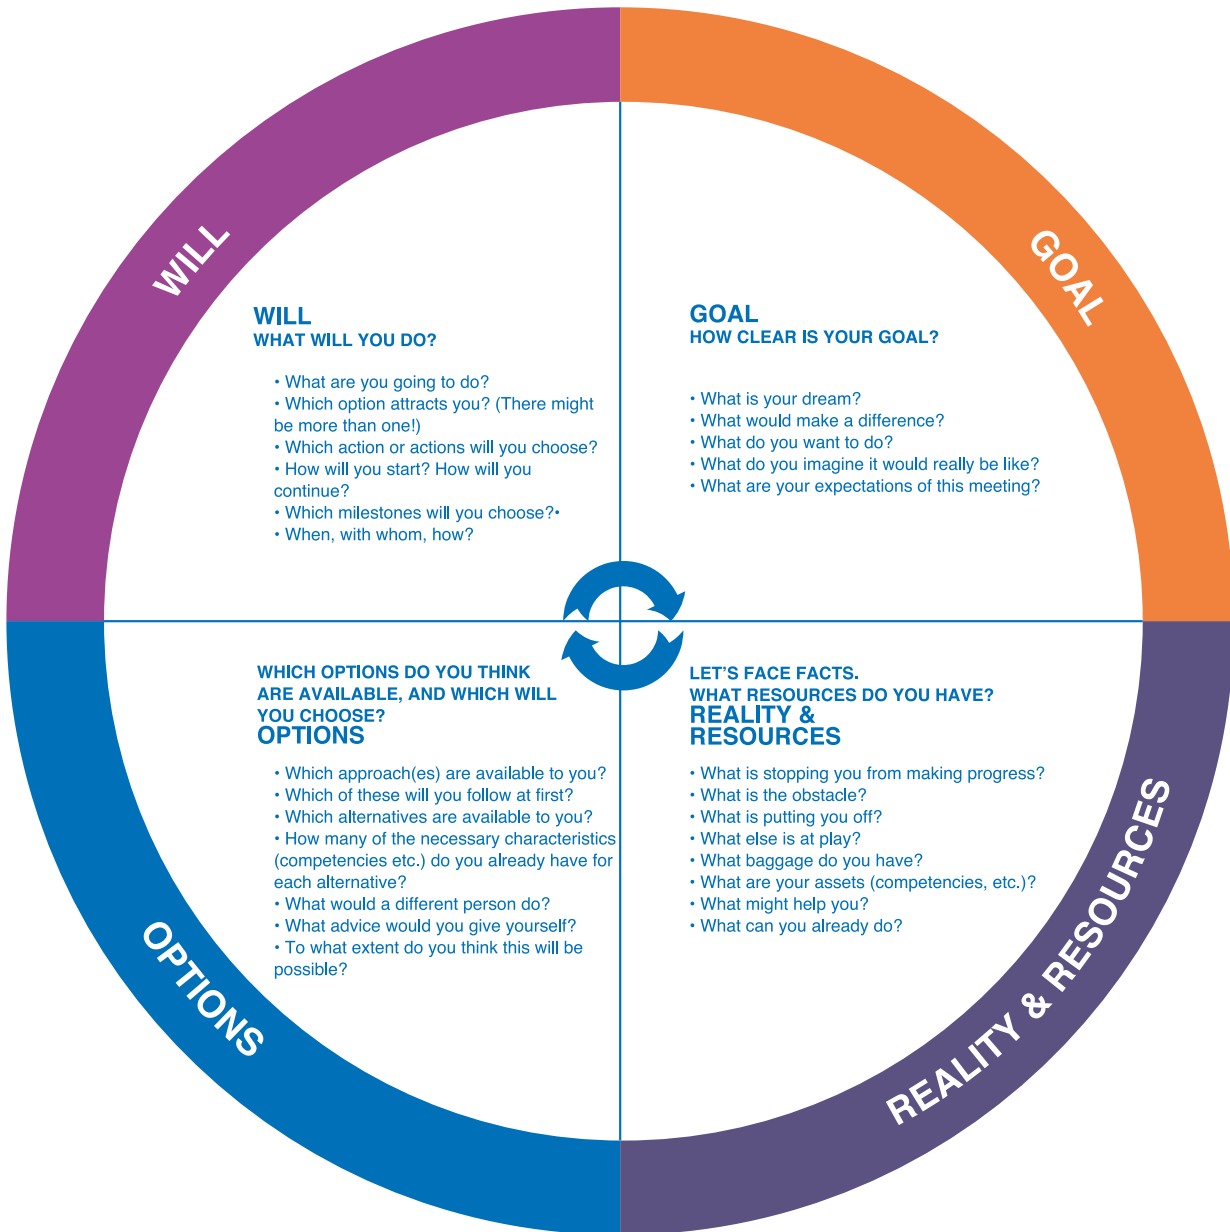 WILL
GOAL
WILL
WHAT WILL YOU DO?
• What are you going to do?
• Which option attracts you? (There might
be more than one!)
• Which action or actions will you choose?
• How will you start? How will you
continue?
• Which milestones will you choose?•
• When, with whom, how?
GOAL
HOW CLEAR IS YOUR GOAL?
• What is your dream?
• What would make a difference?
• What do you want to do?
• What do you imagine it would really be like?
• What are your expectations of this meeting?
WHICH OPTIONS DO YOU THINK
ARE AVAILABLE, AND WHICH WILL
YOU CHOOSE?
OPTIONS
• Which approach(es) are available to you?
• Which of these will you follow at first?
• Which alternatives are available to you?
• How many of the necessary characteristics
(competencies etc.) do you already have for
each alternative?
• What would a different person do?
• What advice would you give yourself?
• To what extent do you think this will be
possible?
LET'S FACE FACTS.
WHAT RESOURCES DO YOU HAVE?
REALITY &
RESOURCES
• What is stopping you from making progress?
• What is the obstacle?
• What is putting you off?
• What else is at play?
• What baggage do you have?
• What are your assets (competencies, etc.)?
• What might help you?
• What can you already do?
OPTIONS
REALITY & RESOURCES